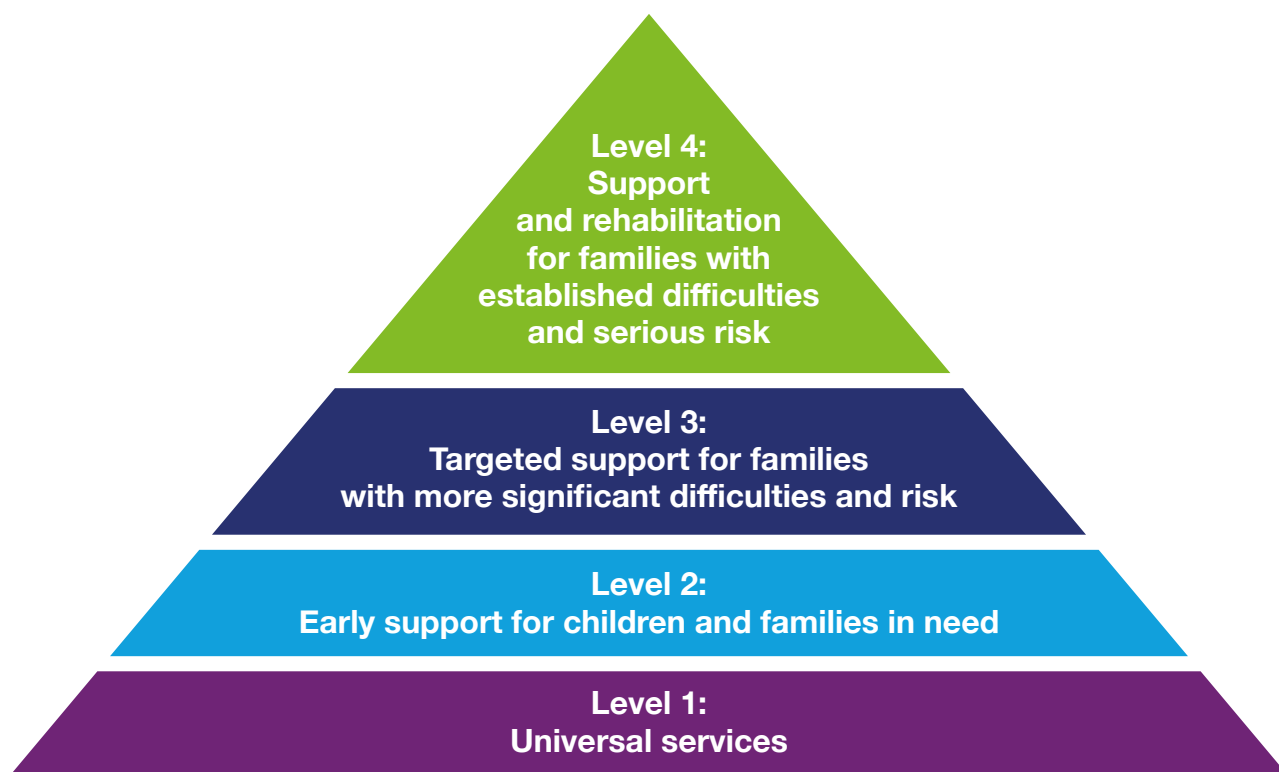 Level 4:
Support
and rehabilitation
for families with
established difficulties
and serious risk
Level 3:
Targeted support for families
with more significant difficulties and risk
Level 2:
Early support for children and families in need
Level 1:
Universal services